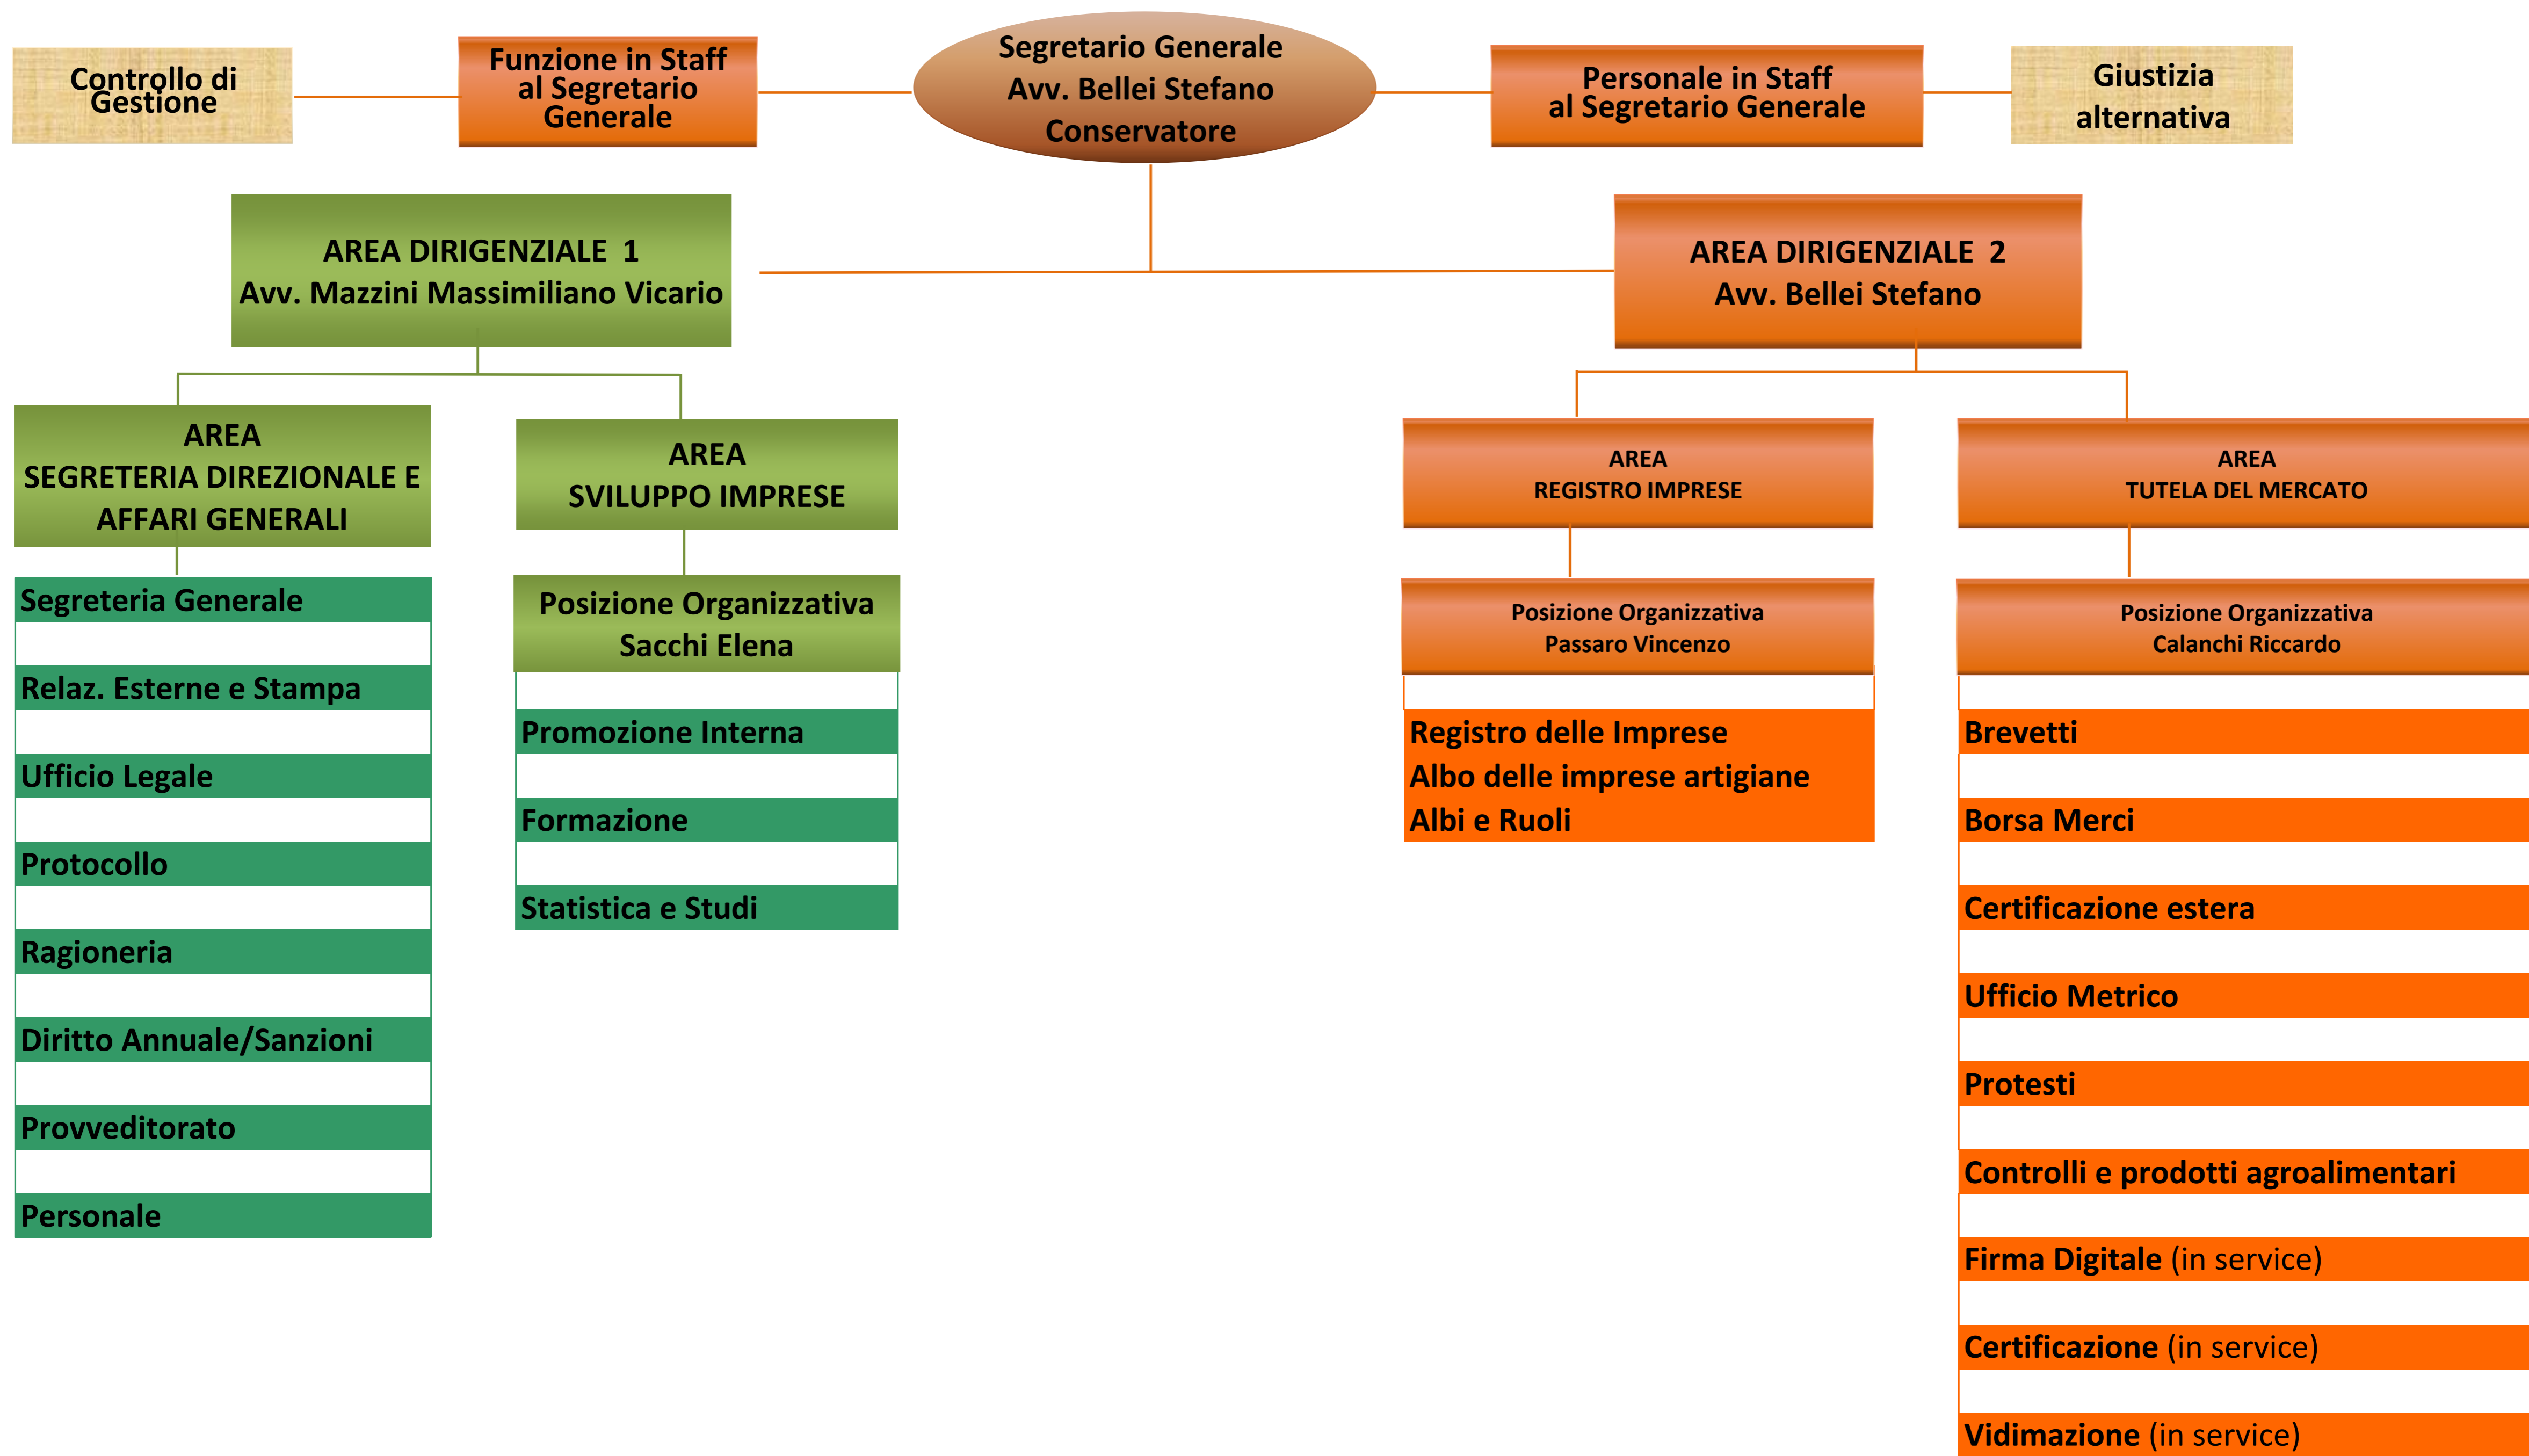 Controllo di
Gestione
Funzione in Staff
al Segretario
Generale
Segretario Generale
Avv. Bellei Stefano
Conservatore
Personale in Staff
al Segretario Generale
Giustizia
alternativa
AREA DIRIGENZIALE 1
Avv. Mazzini Massimiliano Vicario
AREA DIRIGENZIALE 2
Avv. Bellei Stefano
AREA
SEGRETERIA DIREZIONALE E
AFFARI GENERALI
Segreteria Generale
Relaz. Esterne e Stampa
Ufficio Legale
Protocollo
Ragioneria
Diritto Annuale/Sanzioni
Provveditorato
Personale
AREA
SVILUPPO IMPRESE
Posizione Organizzativa
Sacchi Elena
Promozione Interna
Formazione
Statistica e Studi
AREA
REGISTRO IMPRESE
Posizione Organizzativa
Passaro Vincenzo
Registro delle Imprese
Albo delle imprese artigiane
Albi e Ruoli
AREA
TUTELA DEL MERCATO
Posizione Organizzativa
Calanchi Riccardo
Brevetti
Borsa Merci
Certificazione estera
Ufficio Metrico
Protesti
Controlli e prodotti agroalimentari
Firma Digitale (in service)
Certificazione (in service)
Vidimazione (in service)